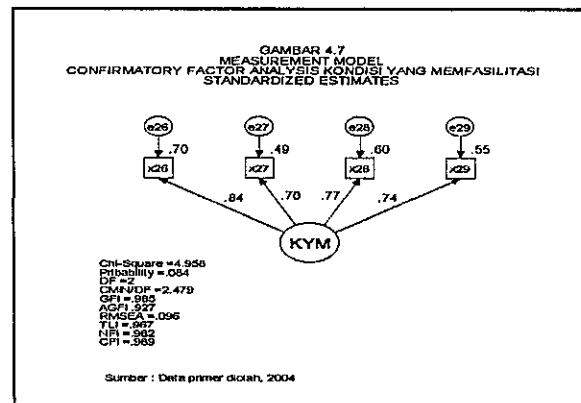 GAMBAR 4.7
MEASUREMENT MODEL
CONFIRMATORY FACTOR ANALYSIS KONDISI YANG MEMFASILITASI
STANDARDIZED ESTIMATES
e26 e27 e28 e29
.70 .49 .60 .55
x26 x27 x28 x29
.84 .70 .77 .74
KYM
Chi-Square =4.958
Probability =.084
DF =2
CMIN/DF =2.479
GFI =.985
AGFI .927
RMSEA =.096
TLI =.967
NFI =.982
CFI =.989
Sumber : Data primer diolah, 2004